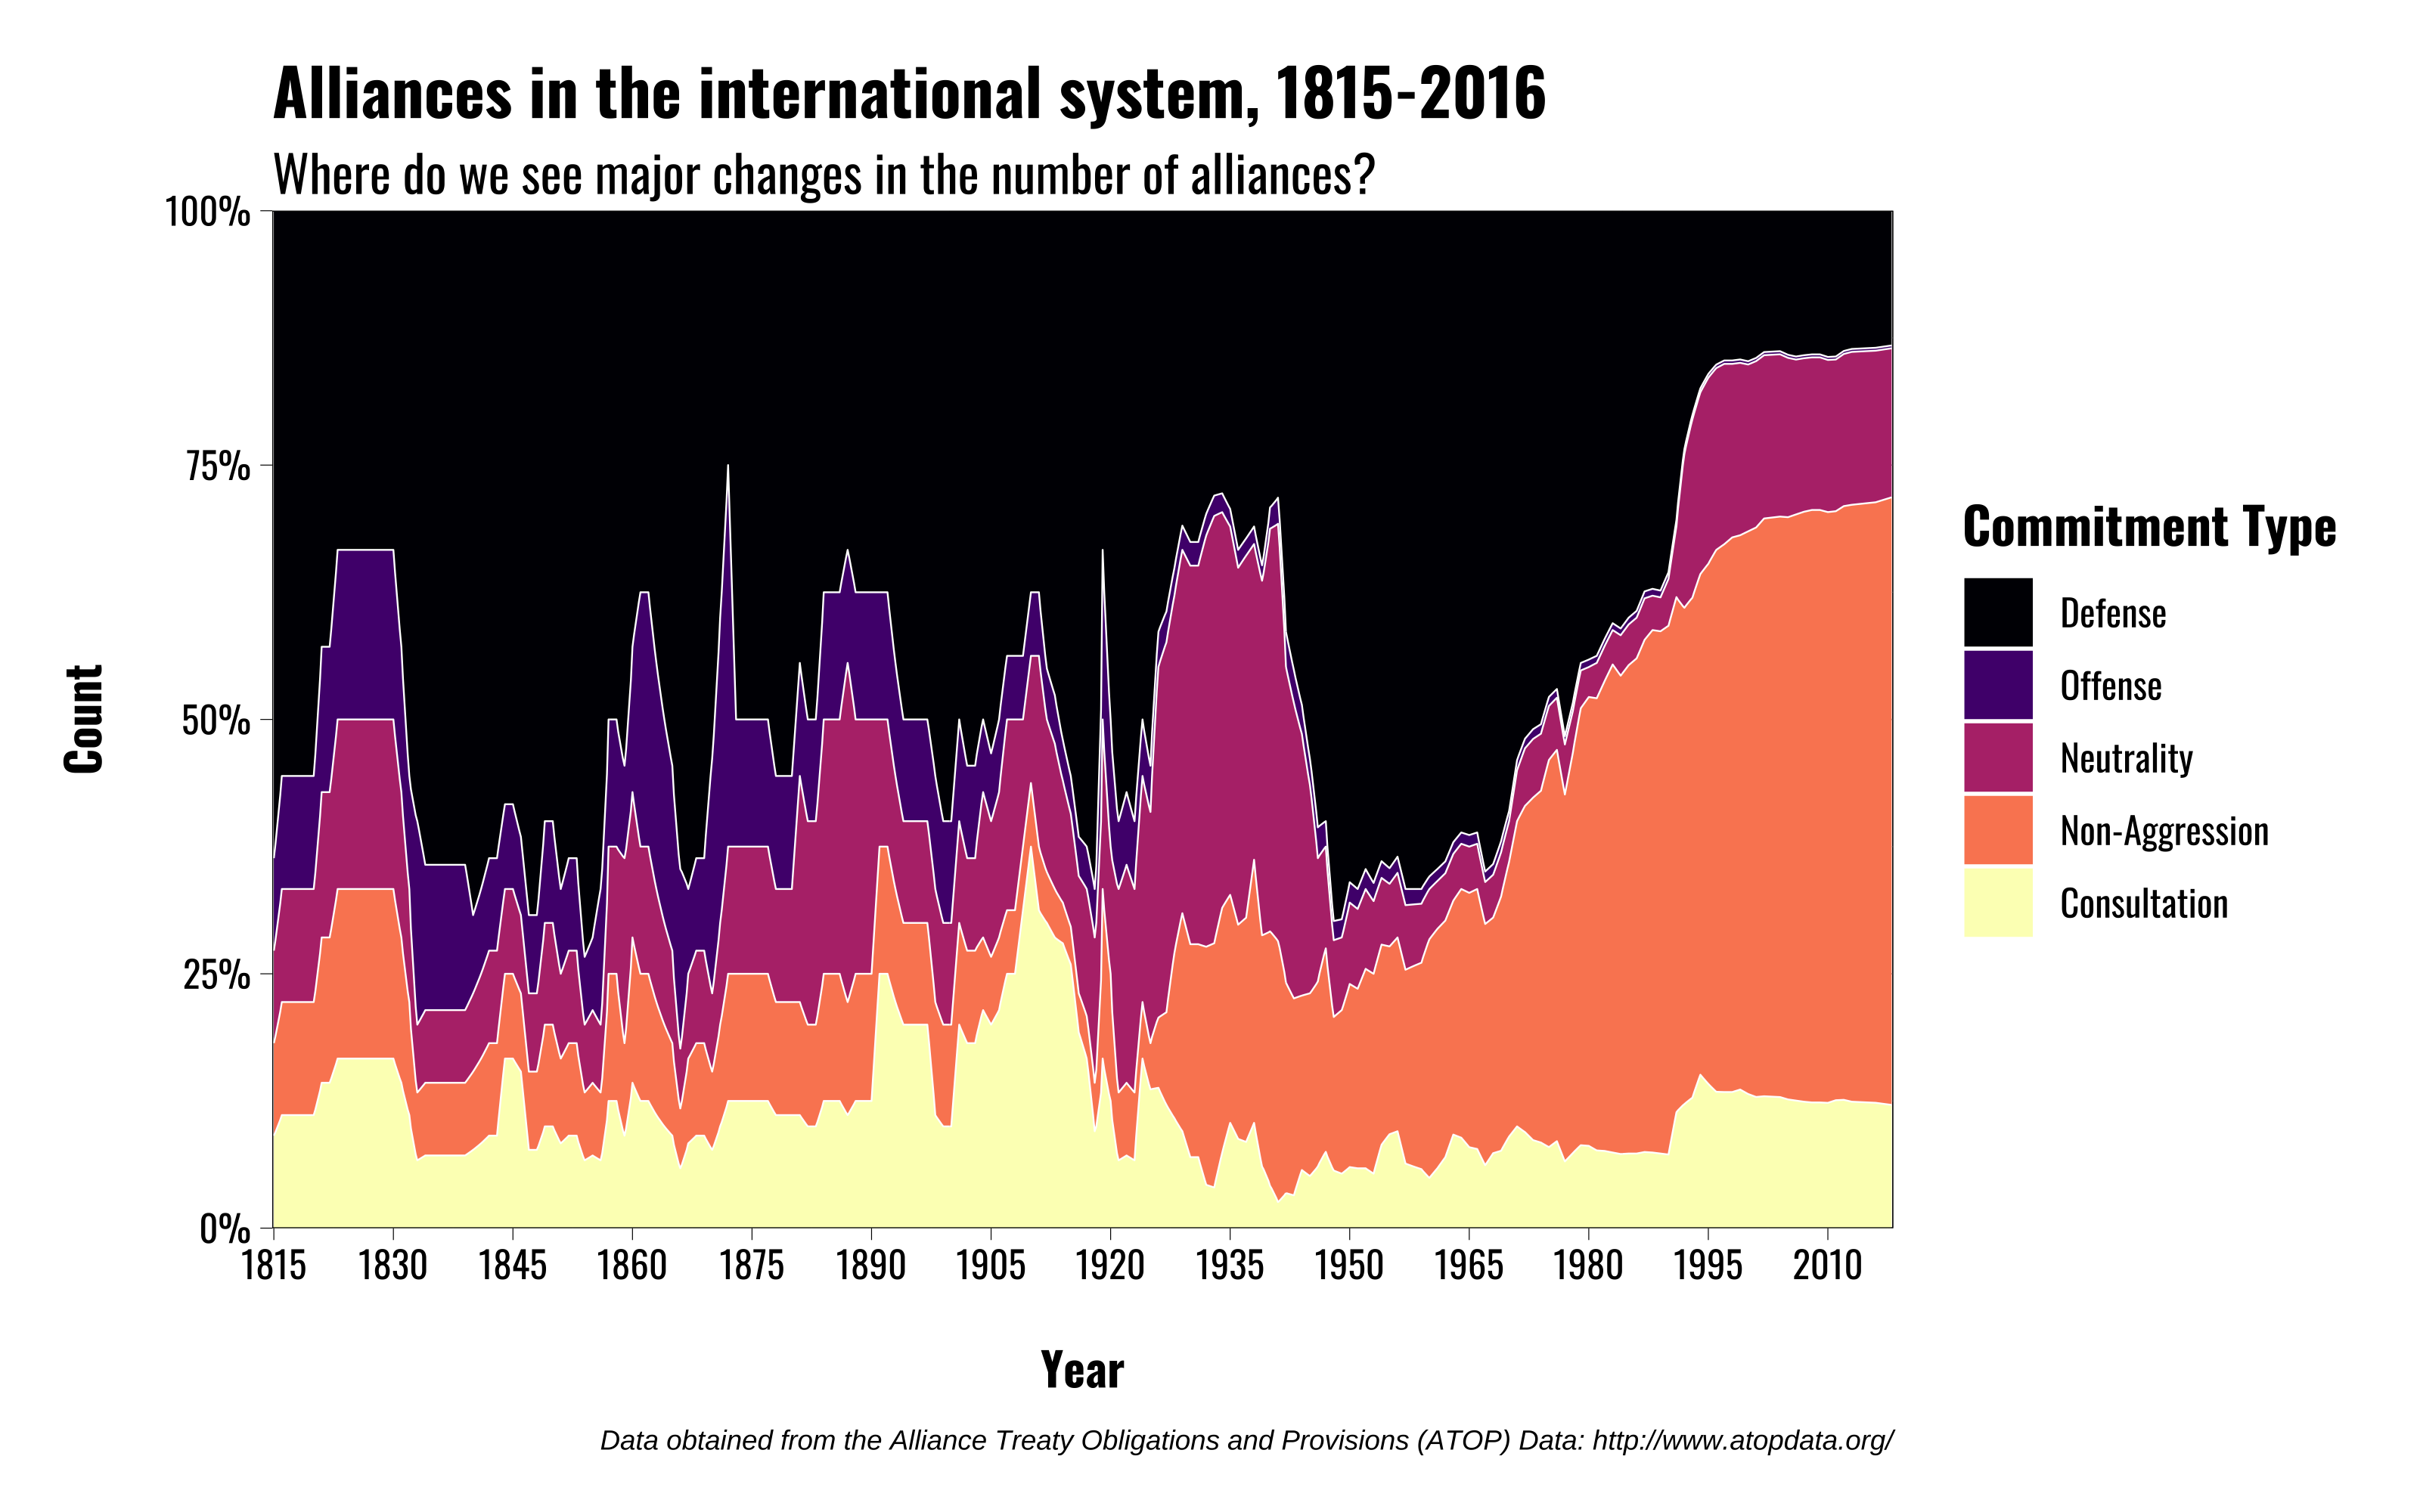 Alliances in the international system, 1815-2016
Where do we see major changes in the number of alliances?
100%
75%
50%
25%
0%
Count
1815 1830 1845 1860 1875 1890 1905 1920 1935 1950 1965 1980 1995 2010
Year
Commitment Type
Defense
Offense
Neutrality
Non-Aggression
Consultation
Data obtained from the Alliance Treaty Obligations and Provisions (ATOP) Data: http://www.atopdata.org/